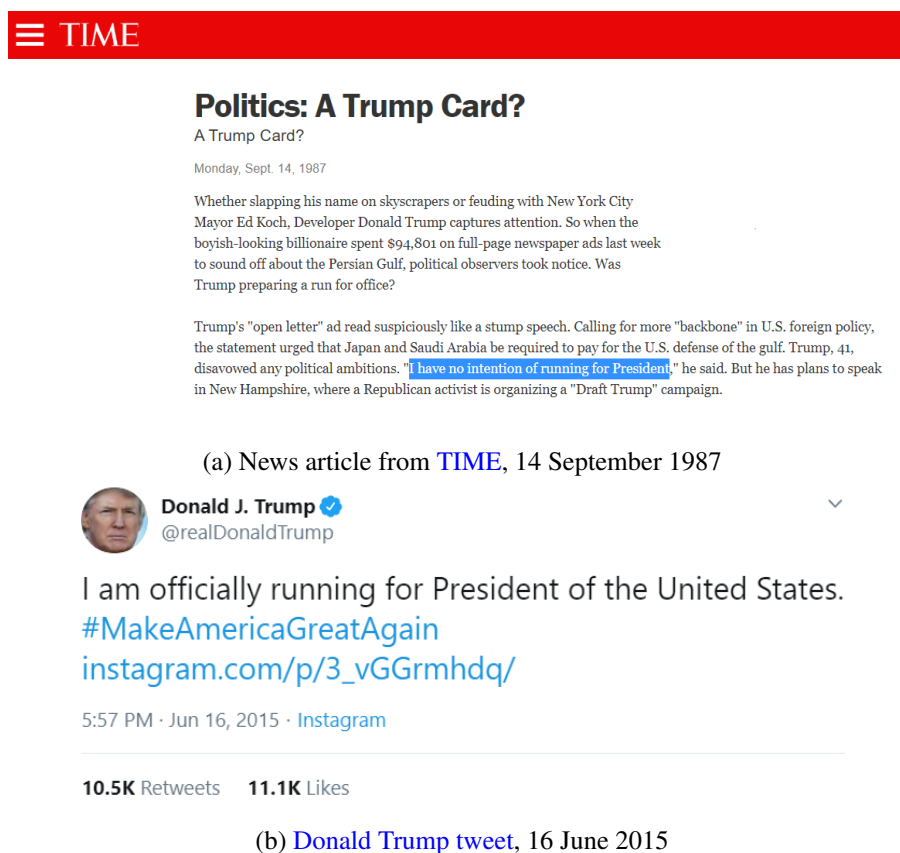 TIME
Politics: A Trump Card?
A Trump Card?
Monday, Sept. 14, 1987
Whether slapping his name on skyscrapers or feuding with New York City
Mayor Ed Koch, Developer Donald Trump captures attention. So when the
boyish-looking billionaire spent $94,801 on full-page newspaper ads last week
to sound off about the Persian Gulf, political observers took notice. Was
Trump preparing a run for office?
Trump's "open letter" ad read suspiciously like a stump speech. Calling for more "backbone" in U.S. foreign policy,
the statement urged that Japan and Saudi Arabia be required to pay for the U.S. defense of the gulf. Trump, 41,
disavowed any political ambitions. "I have no intention of running for President," he said. But he has plans to speak
in New Hampshire, where a Republican activist is organizing a "Draft Trump" campaign.
(a) News article from TIME, 14 September 1987
Donald J. Trump
@realDonaldTrump
I am officially running for President of the United States.
#MakeAmericaGreatAgain
instagram.com/p/3_vGGrmhdq/
5:57 PM · Jun 16, 2015 · Instagram
10.5K Retweets 11.1K Likes
(b) Donald Trump tweet, 16 June 2015